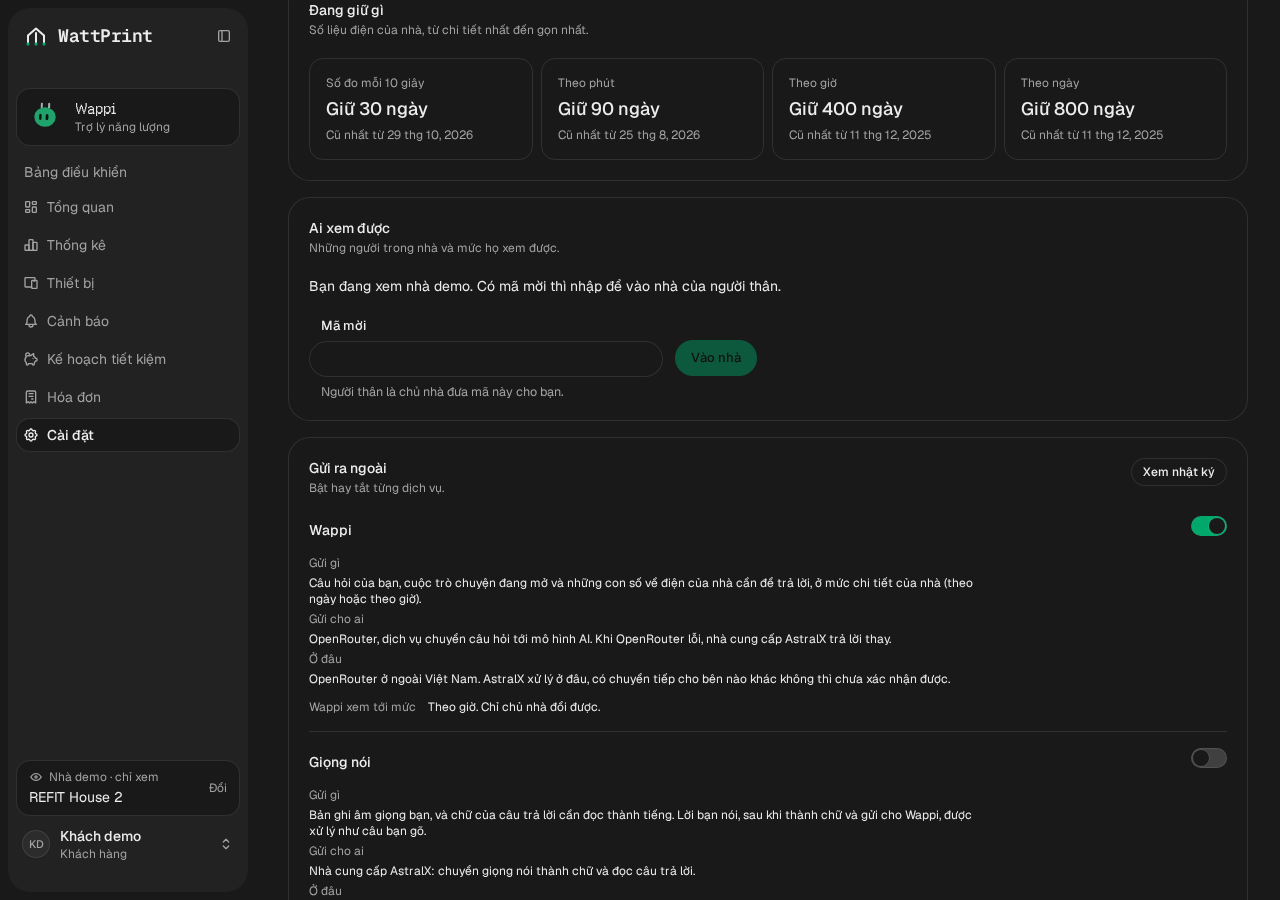 WattPrint
Wappi
Trợ lý năng lượng
Bảng điều khiển
Tổng quan
Thống kê
Thiết bị
Cảnh báo
Kế hoạch tiết kiệm
Hóa đơn
Cài đặt
Nhà demo · chỉ xem
REFIT House 2
Đổi
KD
Khách demo
Khách hàng
Đang giữ gì
Số liệu điện của nhà, từ chi tiết nhất đến gọn nhất.
Số đo mỗi 10 giây
Giữ 30 ngày
Cũ nhất từ 29 thg 10, 2026
Theo phút
Giữ 90 ngày
Cũ nhất từ 25 thg 8, 2026
Theo giờ
Giữ 400 ngày
Cũ nhất từ 11 thg 12, 2025
Theo ngày
Giữ 800 ngày
Cũ nhất từ 11 thg 12, 2025
Ai xem được
Những người trong nhà và mức họ xem được.
Bạn đang xem nhà demo. Có mã mời thì nhập để vào nhà của người thân.
Mã mời
Vào nhà
Người thân là chủ nhà đưa mã này cho bạn.
Gửi ra ngoài
Bật hay tắt từng dịch vụ.
Xem nhật ký
Wappi
Gửi gì
Câu hỏi của bạn, cuộc trò chuyện đang mở và những con số về điện của nhà cần để trả lời, ở mức chi tiết của nhà (theo
ngày hoặc theo giờ).
Gửi cho ai
OpenRouter, dịch vụ chuyển câu hỏi tới mô hình AI. Khi OpenRouter lỗi, nhà cung cấp AstralX trả lời thay.
Ở đâu
OpenRouter ở ngoài Việt Nam. AstralX xử lý ở đâu, có chuyển tiếp cho bên nào khác không thì chưa xác nhận được.
Wappi xem tới mức
Theo giờ. Chỉ chủ nhà đổi được.
Giọng nói
Gửi gì
Bản ghi âm giọng bạn, và chữ của câu trả lời cần đọc thành tiếng. Lời bạn nói, sau khi thành chữ và gửi cho Wappi, được
xử lý như câu bạn gõ.
Gửi cho ai
Nhà cung cấp AstralX: chuyển giọng nói thành chữ và đọc câu trả lời.
Ở đâu